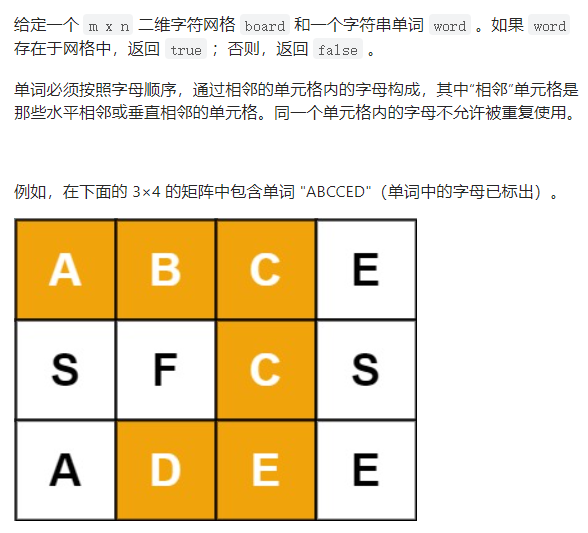 给定一个 m x n 二维字符网格 board 和一个字符串单词 word 。如果 word
存在于网格中，返回 true ；否则，返回 false 。
单词必须按照字母顺序，通过相邻的单元格内的字母构成，其中“相邻”单元格是
那些水平相邻或垂直相邻的单元格。同一个单元格内的字母不允许被重复使用。
例如，在下面的 3×4 的矩阵中包含单词 "ABCCED"（单词中的字母已标出）。
A B C E
S F C S
A D E E